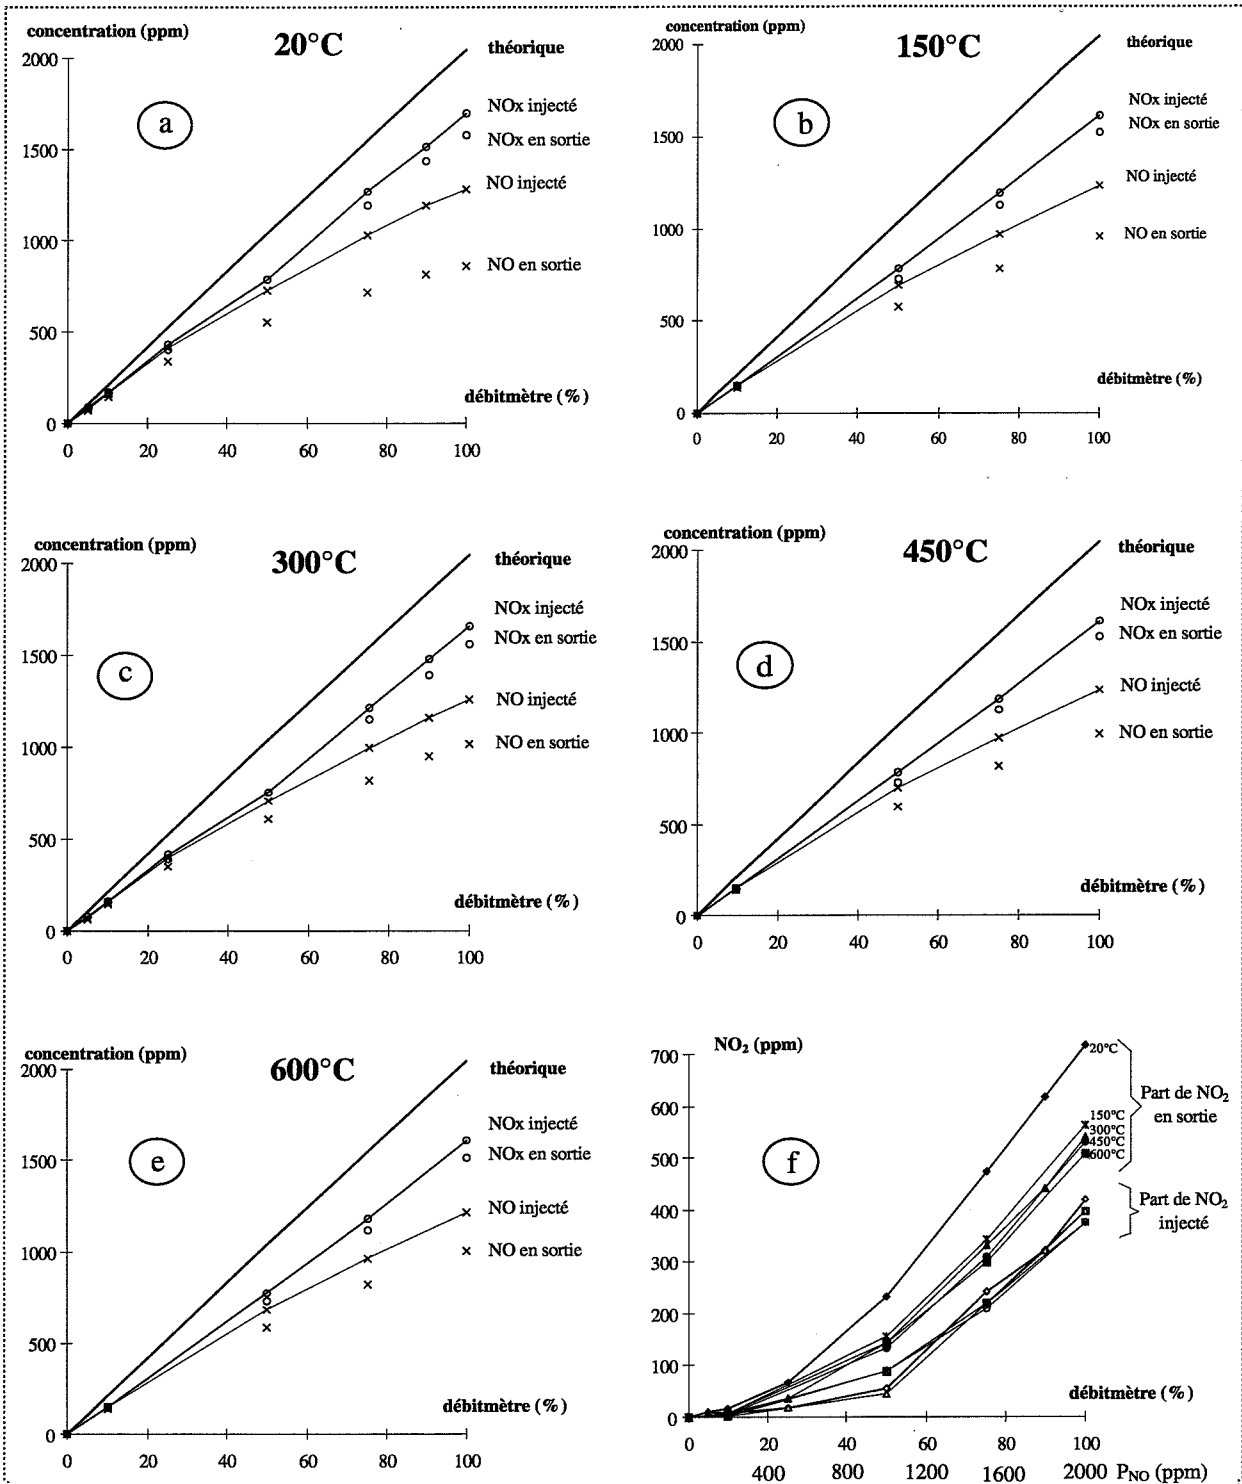 concentration (ppm)
20°C
théorique
2000
NOx injecté
a
NOx en sortie
1500
NO injecté
1000
NO en sortie
500
débitmètre (%)
0
0 20 40 60 80 100
concentration (ppm)
150°C
théorique
2000
NOx injecté
b
NOx en sortie
1500
NO injecté
1000
NO en sortie
500
débitmètre (%)
0
0 20 40 60 80 100
concentration (ppm)
300°C
théorique
2000
NOx injecté
NOx en sortie
1500
c
NO injecté
1000
NO en sortie
500
débitmètre (%)
0
0 20 40 60 80 100
concentration (ppm)
450°C
théorique
2000
NOx injecté
NOx en sortie
1500
d
NO injecté
1000
NO en sortie
500
débitmètre (%)
0
0 20 40 60 80 100
concentration (ppm)
600°C
théorique
2000
NOx injecté
e
NOx en sortie
1500
NO injecté
1000
NO en sortie
500
débitmètre (%)
0
0 20 40 60 80 100
NO₂ (ppm)
700
20°C
Part de NO₂
en sortie
600
150°C
300°C
450°C
600°C
500
f
Part de NO₂
injecté
400
300
200
100
débitmètre (%)
0
0 20 40 60 80 100
400 800 1200 1600 2000 P_NO (ppm)